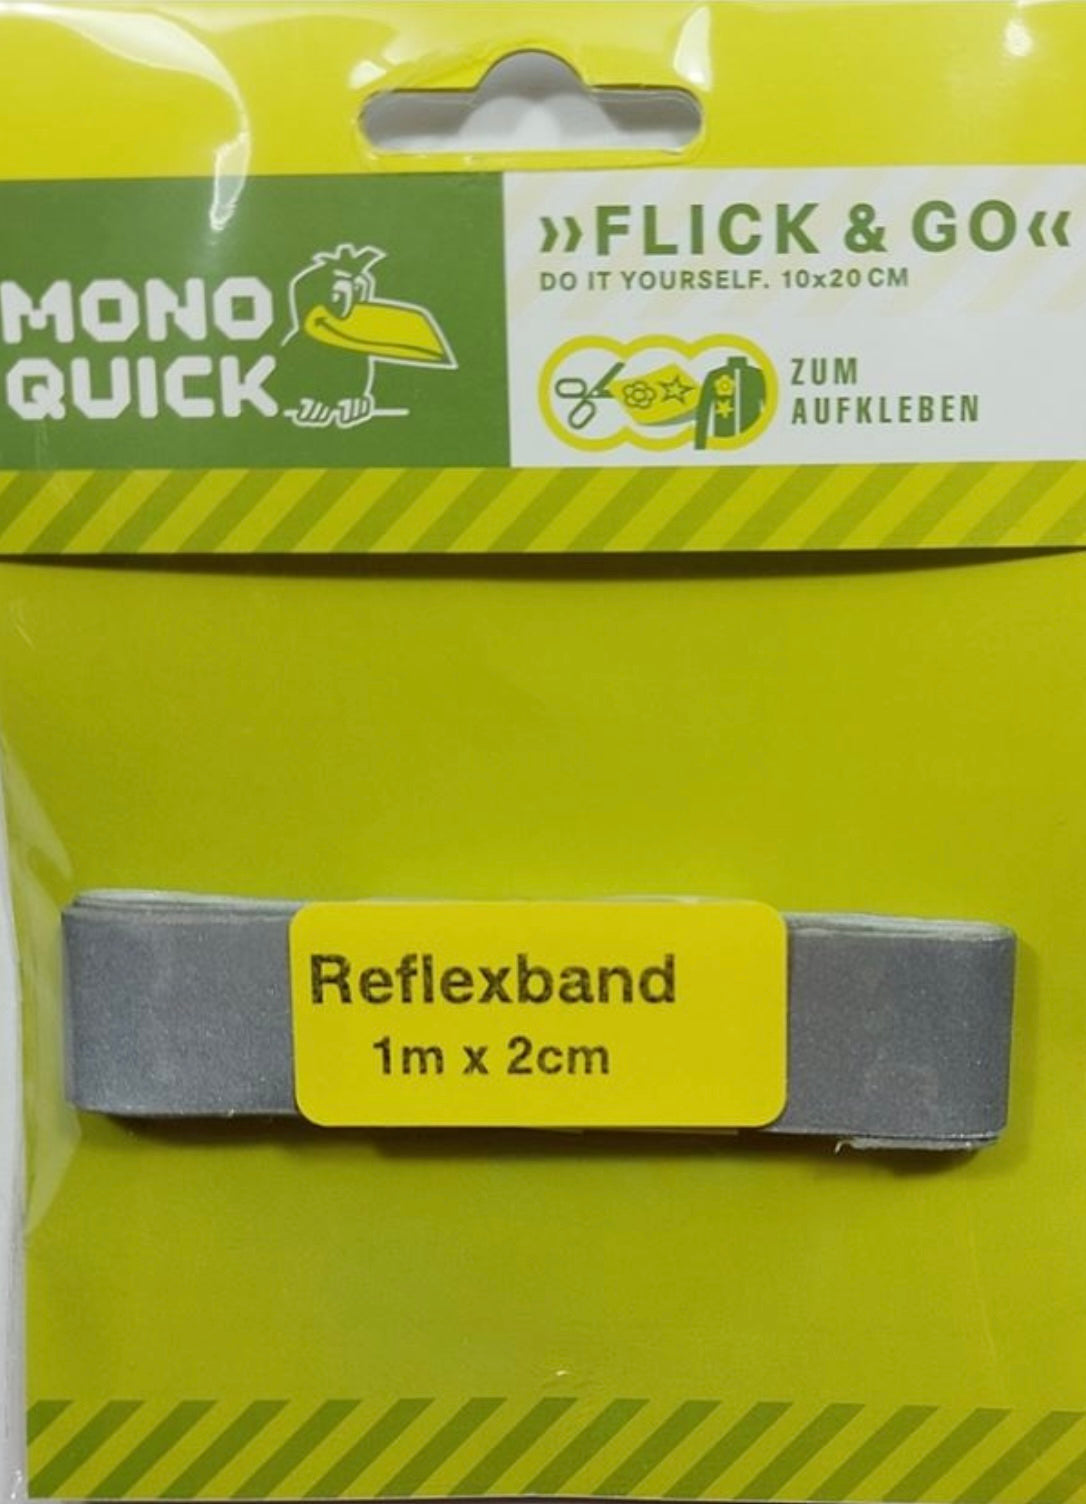 MONO
QUICK
»FLICK & GO«
DO IT YOURSELF. 10x20 CM
ZUM
AUFKLEBEN
Reflexband
1m x 2cm